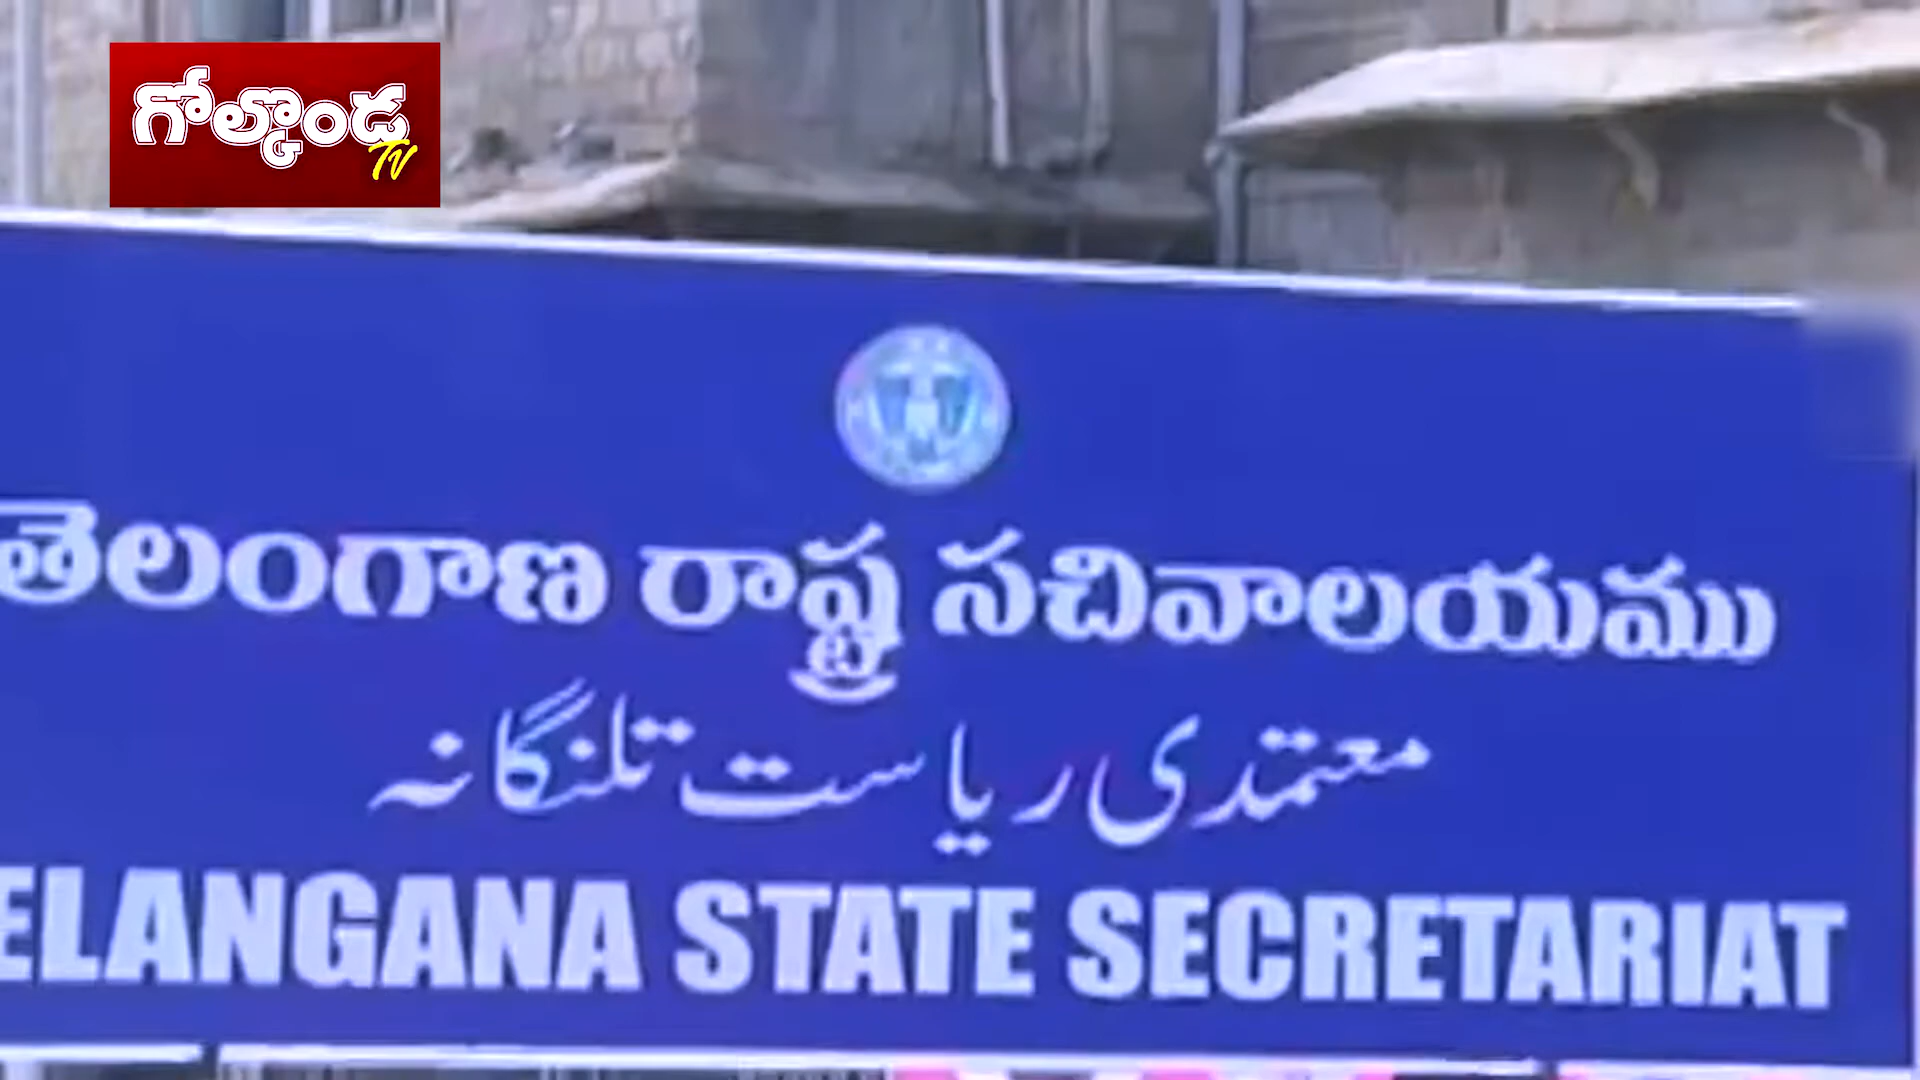 గోల్కొండ
TV
తెలంగాణ రాష్ట్ర సచివాలయము
معتمدی ریاست تلنگانہ
ELANGANA STATE SECRETARIAT